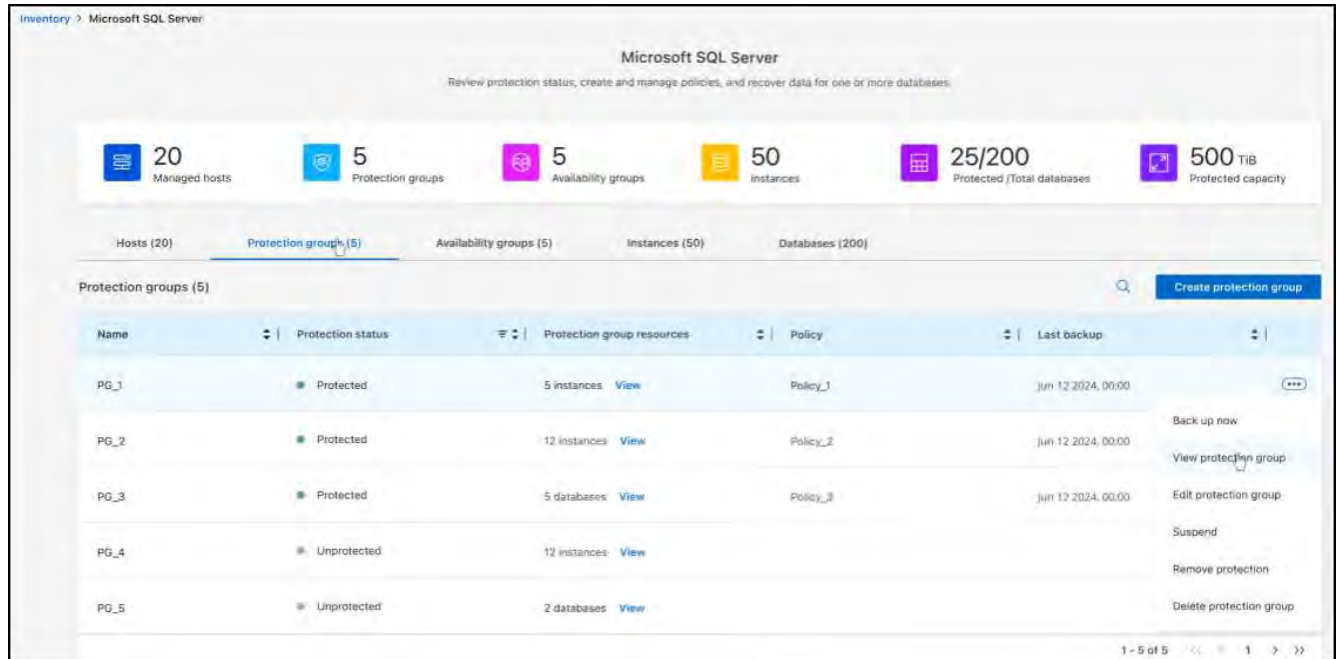 Inventory > Microsoft SQL Server
Microsoft SQL Server
Review protection status, create and manage policies, and recover data for one or more databases.
20
Managed hosts
5
Protection groups
5
Availability groups
50
Instances
25/200
Protected /Total databases
500 TiB
Protected capacity
Hosts (20) Protection groups (5) Availability groups (5) Instances (50) Databases (200)
Protection groups (5)
Create protection group
Name Protection status Protection group resources Policy Last backup
PG_1 Protected 5 instances View Policy_1 Jun 12 2024, 00:00
PG_2 Protected 12 instances View Policy_2 Jun 12 2024, 00:00
PG_3 Protected 5 databases View Policy_3 Jun 12 2024, 00:00
PG_4 Unprotected 12 instances View
PG_5 Unprotected 2 databases View
Back up now
View protection group
Edit protection group
Suspend
Remove protection
Delete protection group
1 - 5 of 5 << < 1 > >>